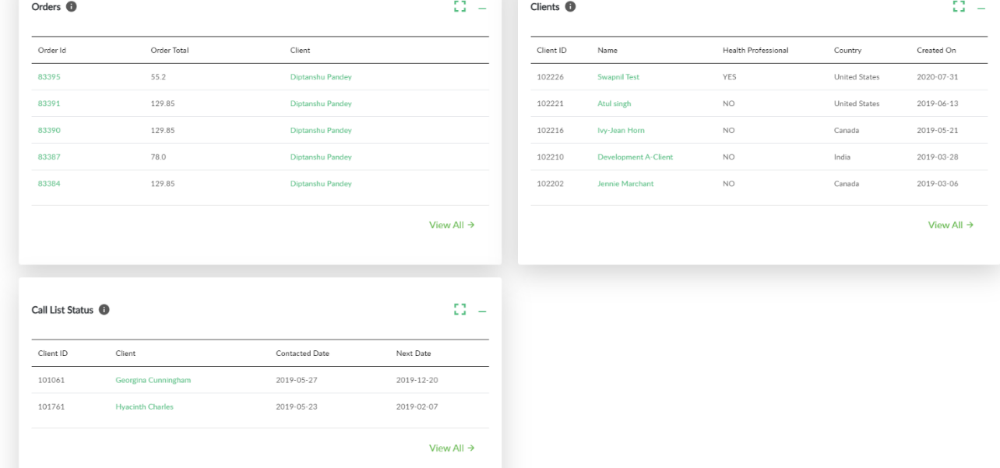 Orders
Order Id Order Total Client
83395 55.2 Diptanshu Pandey
83391 129.85 Diptanshu Pandey
83390 129.85 Diptanshu Pandey
83387 78.0 Diptanshu Pandey
83384 129.85 Diptanshu Pandey
View All →
Clients
Client ID Name Health Professional Country Created On
102226 Swapnil Test YES United States 2020-07-31
102221 Atul singh NO United States 2019-06-13
102216 Ivy-Jean Horn NO Canada 2019-05-21
102210 Development A-Client NO India 2019-03-28
102202 Jennie Marchant NO Canada 2019-03-06
View All →
Call List Status
Client ID Client Contacted Date Next Date
101061 Georgina Cunningham 2019-05-27 2019-12-20
101761 Hyacinth Charles 2019-05-23 2019-02-07
View All →